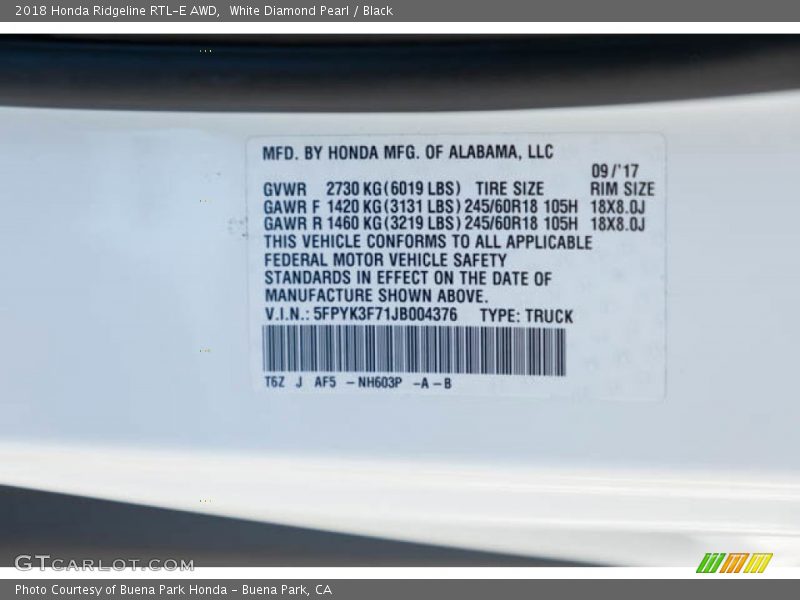 2018 Honda Ridgeline RTL-E AWD,  White Diamond Pearl / Black
MFD. BY HONDA MFG. OF ALABAMA, LLC
09/'17
GVWR 2730 KG(6019 LBS) TIRE SIZE RIM SIZE
GAWR F 1420 KG(3131 LBS) 245/60R18 105H 18X8.0J
GAWR R 1460 KG(3219 LBS) 245/60R18 105H 18X8.0J
THIS VEHICLE CONFORMS TO ALL APPLICABLE
FEDERAL MOTOR VEHICLE SAFETY
STANDARDS IN EFFECT ON THE DATE OF
MANUFACTURE SHOWN ABOVE.
V.I.N.: 5FPYK3F71JB004376 TYPE: TRUCK
T6Z J AF5 -NH603P -A-B
GTCARLOT.COM
Photo Courtesy of Buena Park Honda - Buena Park, CA